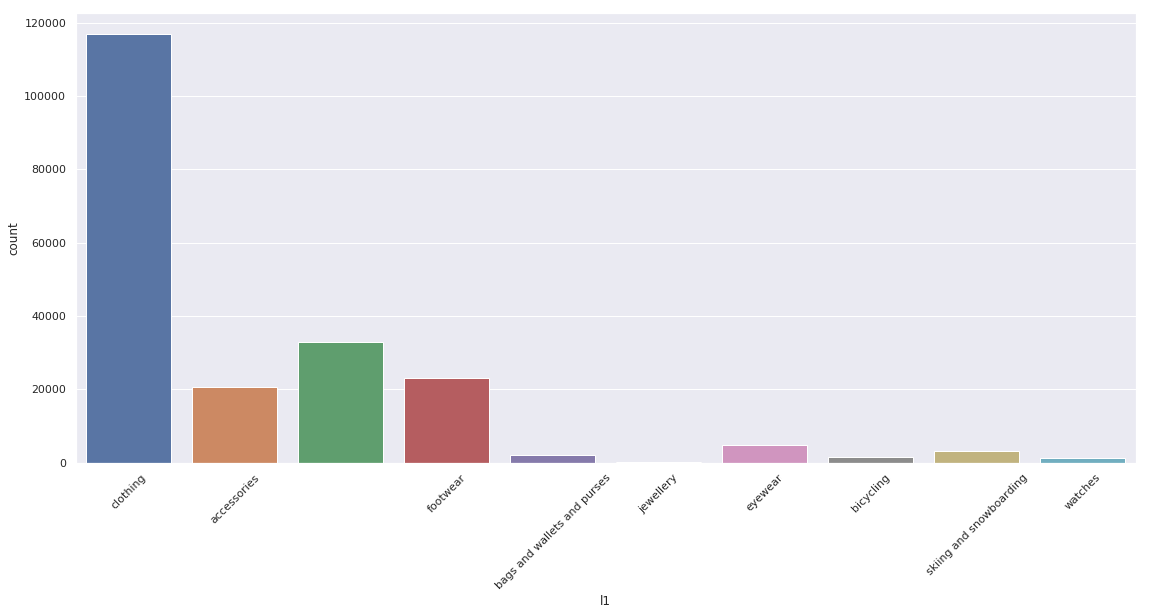 120000
100000
80000
60000
40000
20000
0
count
clothing
accessories
footwear
bags and wallets and purses
jewellery
eyewear
bicycling
skiing and snowboarding
watches
l1